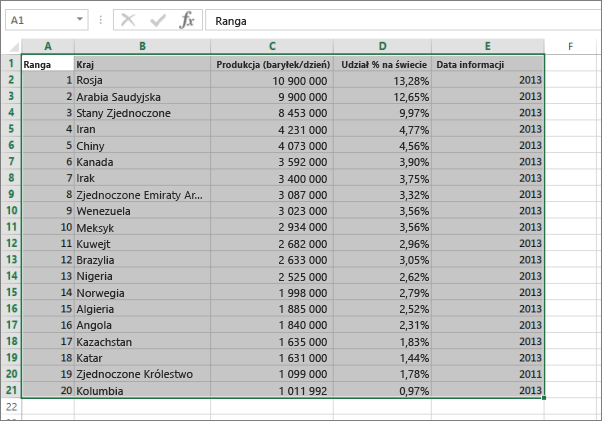 A1 fx Ranga
A B C D E F
1 Ranga Kraj Produkcja (baryłek/dzień) Udział % na świecie Data informacji
2 1 Rosja 10 900 000 13,28% 2013
3 2 Arabia Saudyjska 9 900 000 12,65% 2013
4 3 Stany Zjednoczone 8 453 000 9,97% 2013
5 4 Iran 4 231 000 4,77% 2013
6 5 Chiny 4 073 000 4,56% 2013
7 6 Kanada 3 592 000 3,90% 2013
8 7 Irak 3 400 000 3,75% 2013
9 8 Zjednoczone Emiraty Ar... 3 087 000 3,32% 2013
10 9 Wenezuela 3 023 000 3,56% 2013
11 10 Meksyk 2 934 000 3,56% 2013
12 11 Kuwejt 2 682 000 2,96% 2013
13 12 Brazylia 2 633 000 3,05% 2013
14 13 Nigeria 2 525 000 2,62% 2013
15 14 Norwegia 1 998 000 2,79% 2013
16 15 Algieria 1 885 000 2,52% 2013
17 16 Angola 1 840 000 2,31% 2013
18 17 Kazachstan 1 635 000 1,83% 2013
19 18 Katar 1 631 000 1,44% 2013
20 19 Zjednoczone Królestwo 1 099 000 1,78% 2011
21 20 Kolumbia 1 011 992 0,97% 2013
22